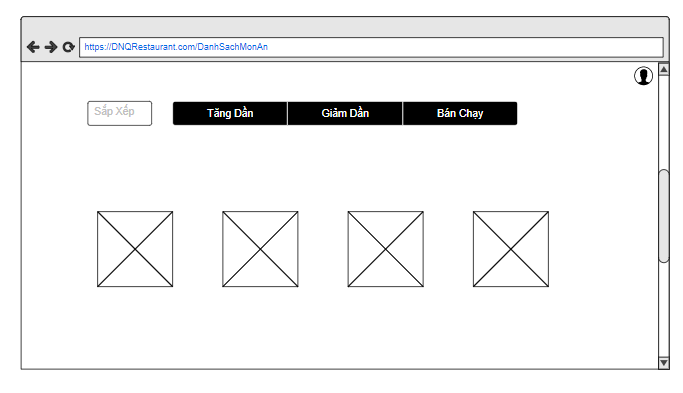 https://DNQRestaurant.com/DanhSachMonAn
Sắp Xếp
Tăng Dần
Giảm Dần
Bán Chạy